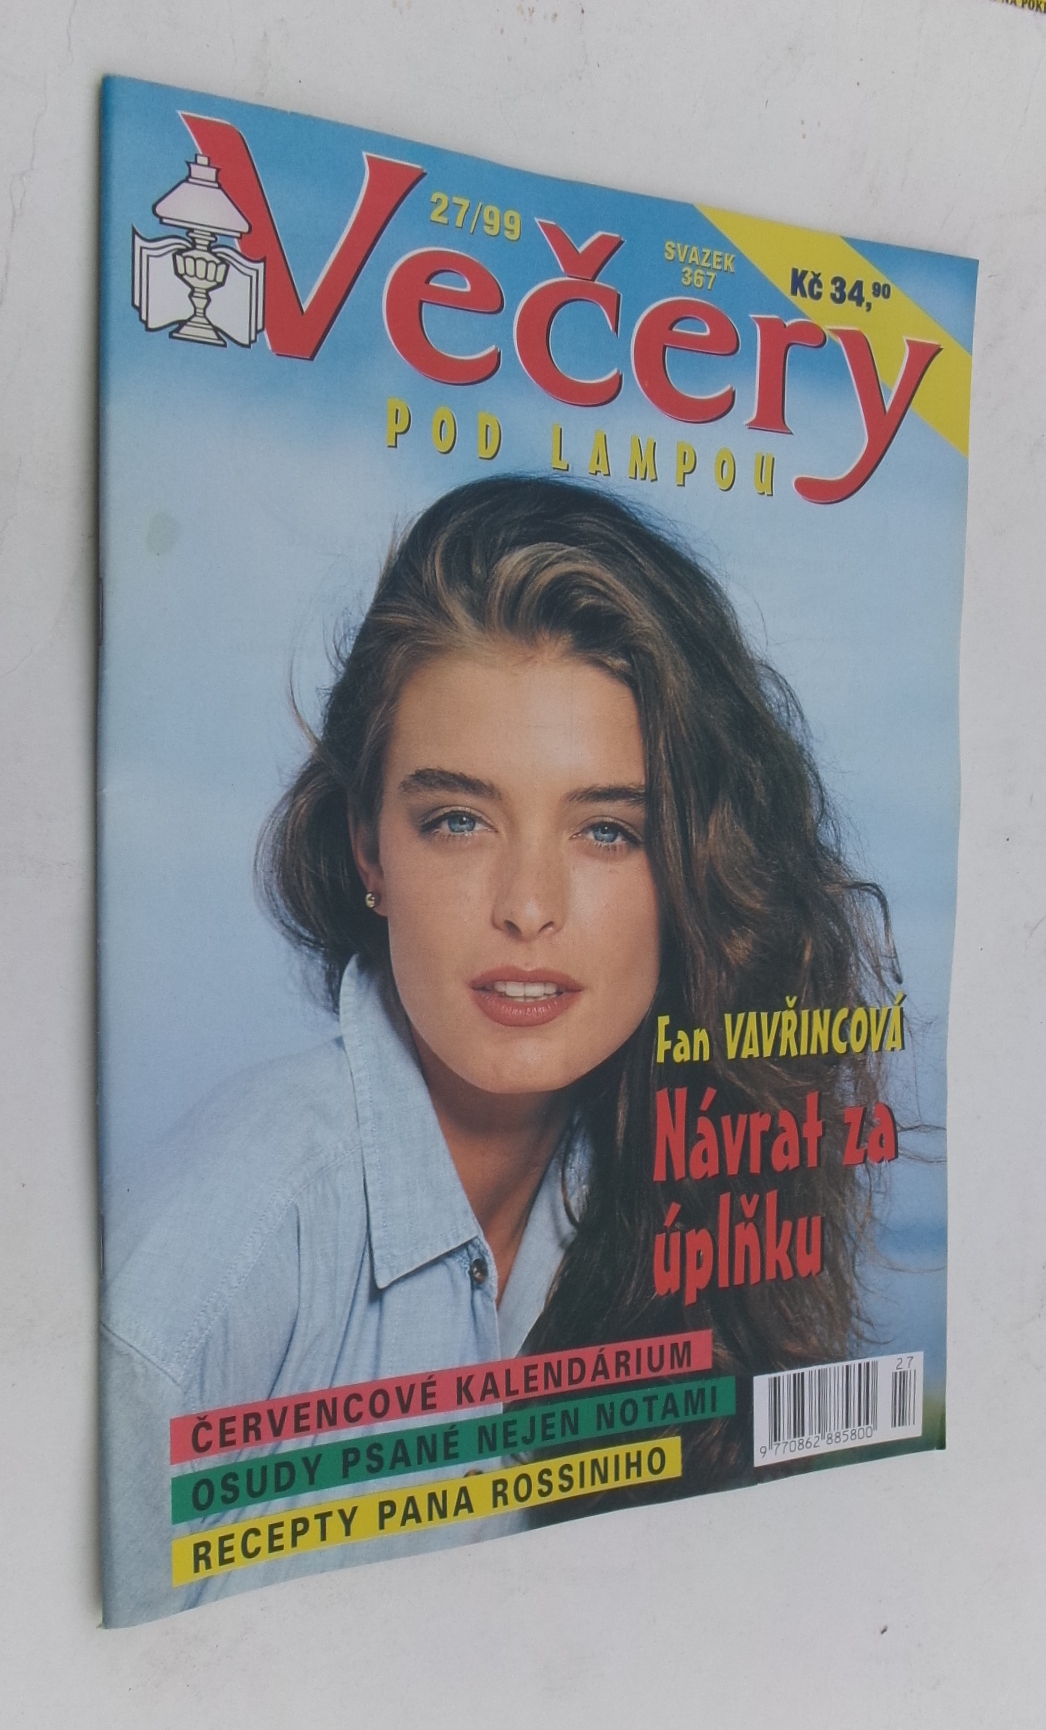 Večery
27/99
SVAZEK
367
Kč 34,90
POD LAMPOU
Fan VAVŘINCOVÁ
Návrat za
úplňku
ČERVENCOVÉ KALENDÁRIUM
OSUDY PSANÉ NEJEN NOTAMI
RECEPTY PANA ROSSINIHO
27
9 770862 885800